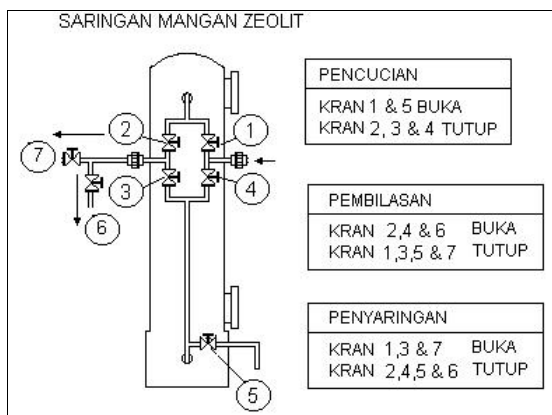 SARINGAN MANGAN ZEOLIT
2
1
7
3
4
6
5
PENCUCIAN
KRAN 1 & 5 BUKA
KRAN 2, 3 & 4 TUTUP
PEMBILASAN
KRAN 2,4 & 6 BUKA
KRAN 1,3,5 & 7 TUTUP
PENYARINGAN
KRAN 1,3 & 7 BUKA
KRAN 2,4,5 & 6 TUTUP